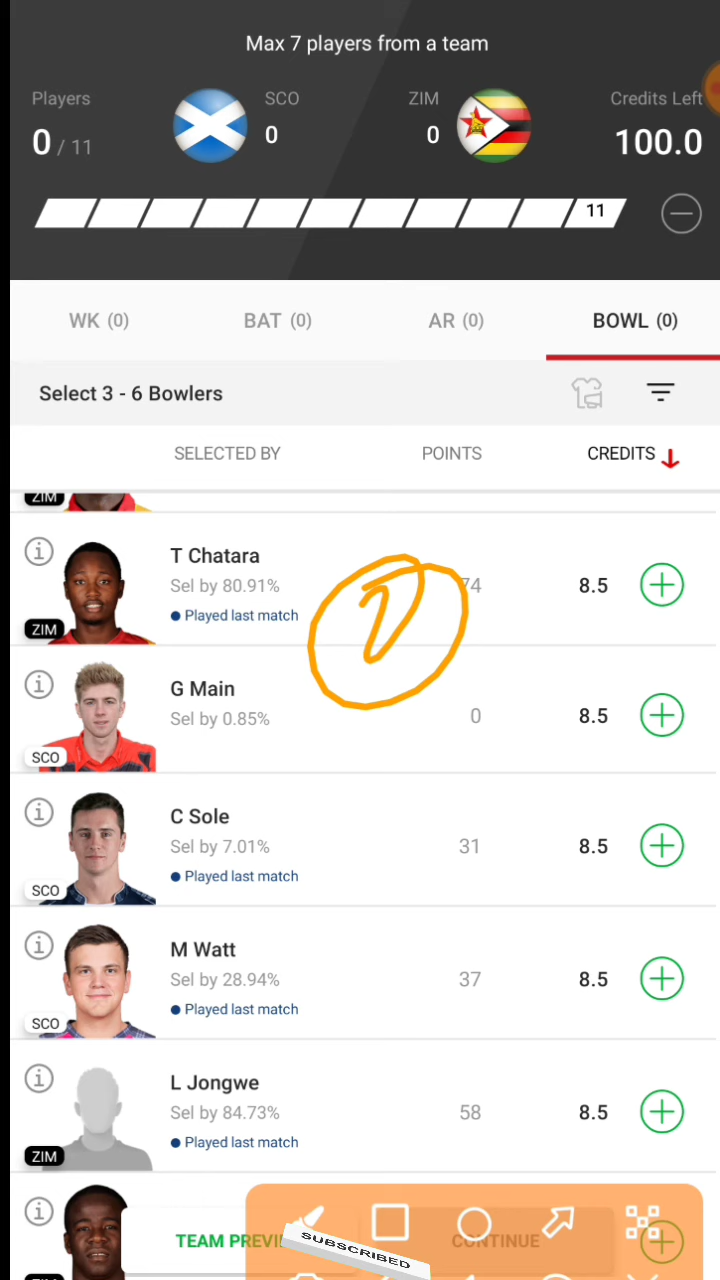 Max 7 players from a team
Players SCO ZIM Credits Left
0 / 11 0 0 100.0
11
WK (0) BAT (0) AR (0) BOWL (0)
Select 3 - 6 Bowlers
SELECTED BY POINTS CREDITS
ZIM
T Chatara
Sel by 80.91% 74 8.5
Played last match
ZIM
G Main
Sel by 0.85% 0 8.5
SCO
C Sole
Sel by 7.01% 31 8.5
Played last match
SCO
M Watt
Sel by 28.94% 37 8.5
Played last match
SCO
L Jongwe
Sel by 84.73% 58 8.5
Played last match
ZIM
TEAM PREVI CONTINUE
SUBSCRIBED